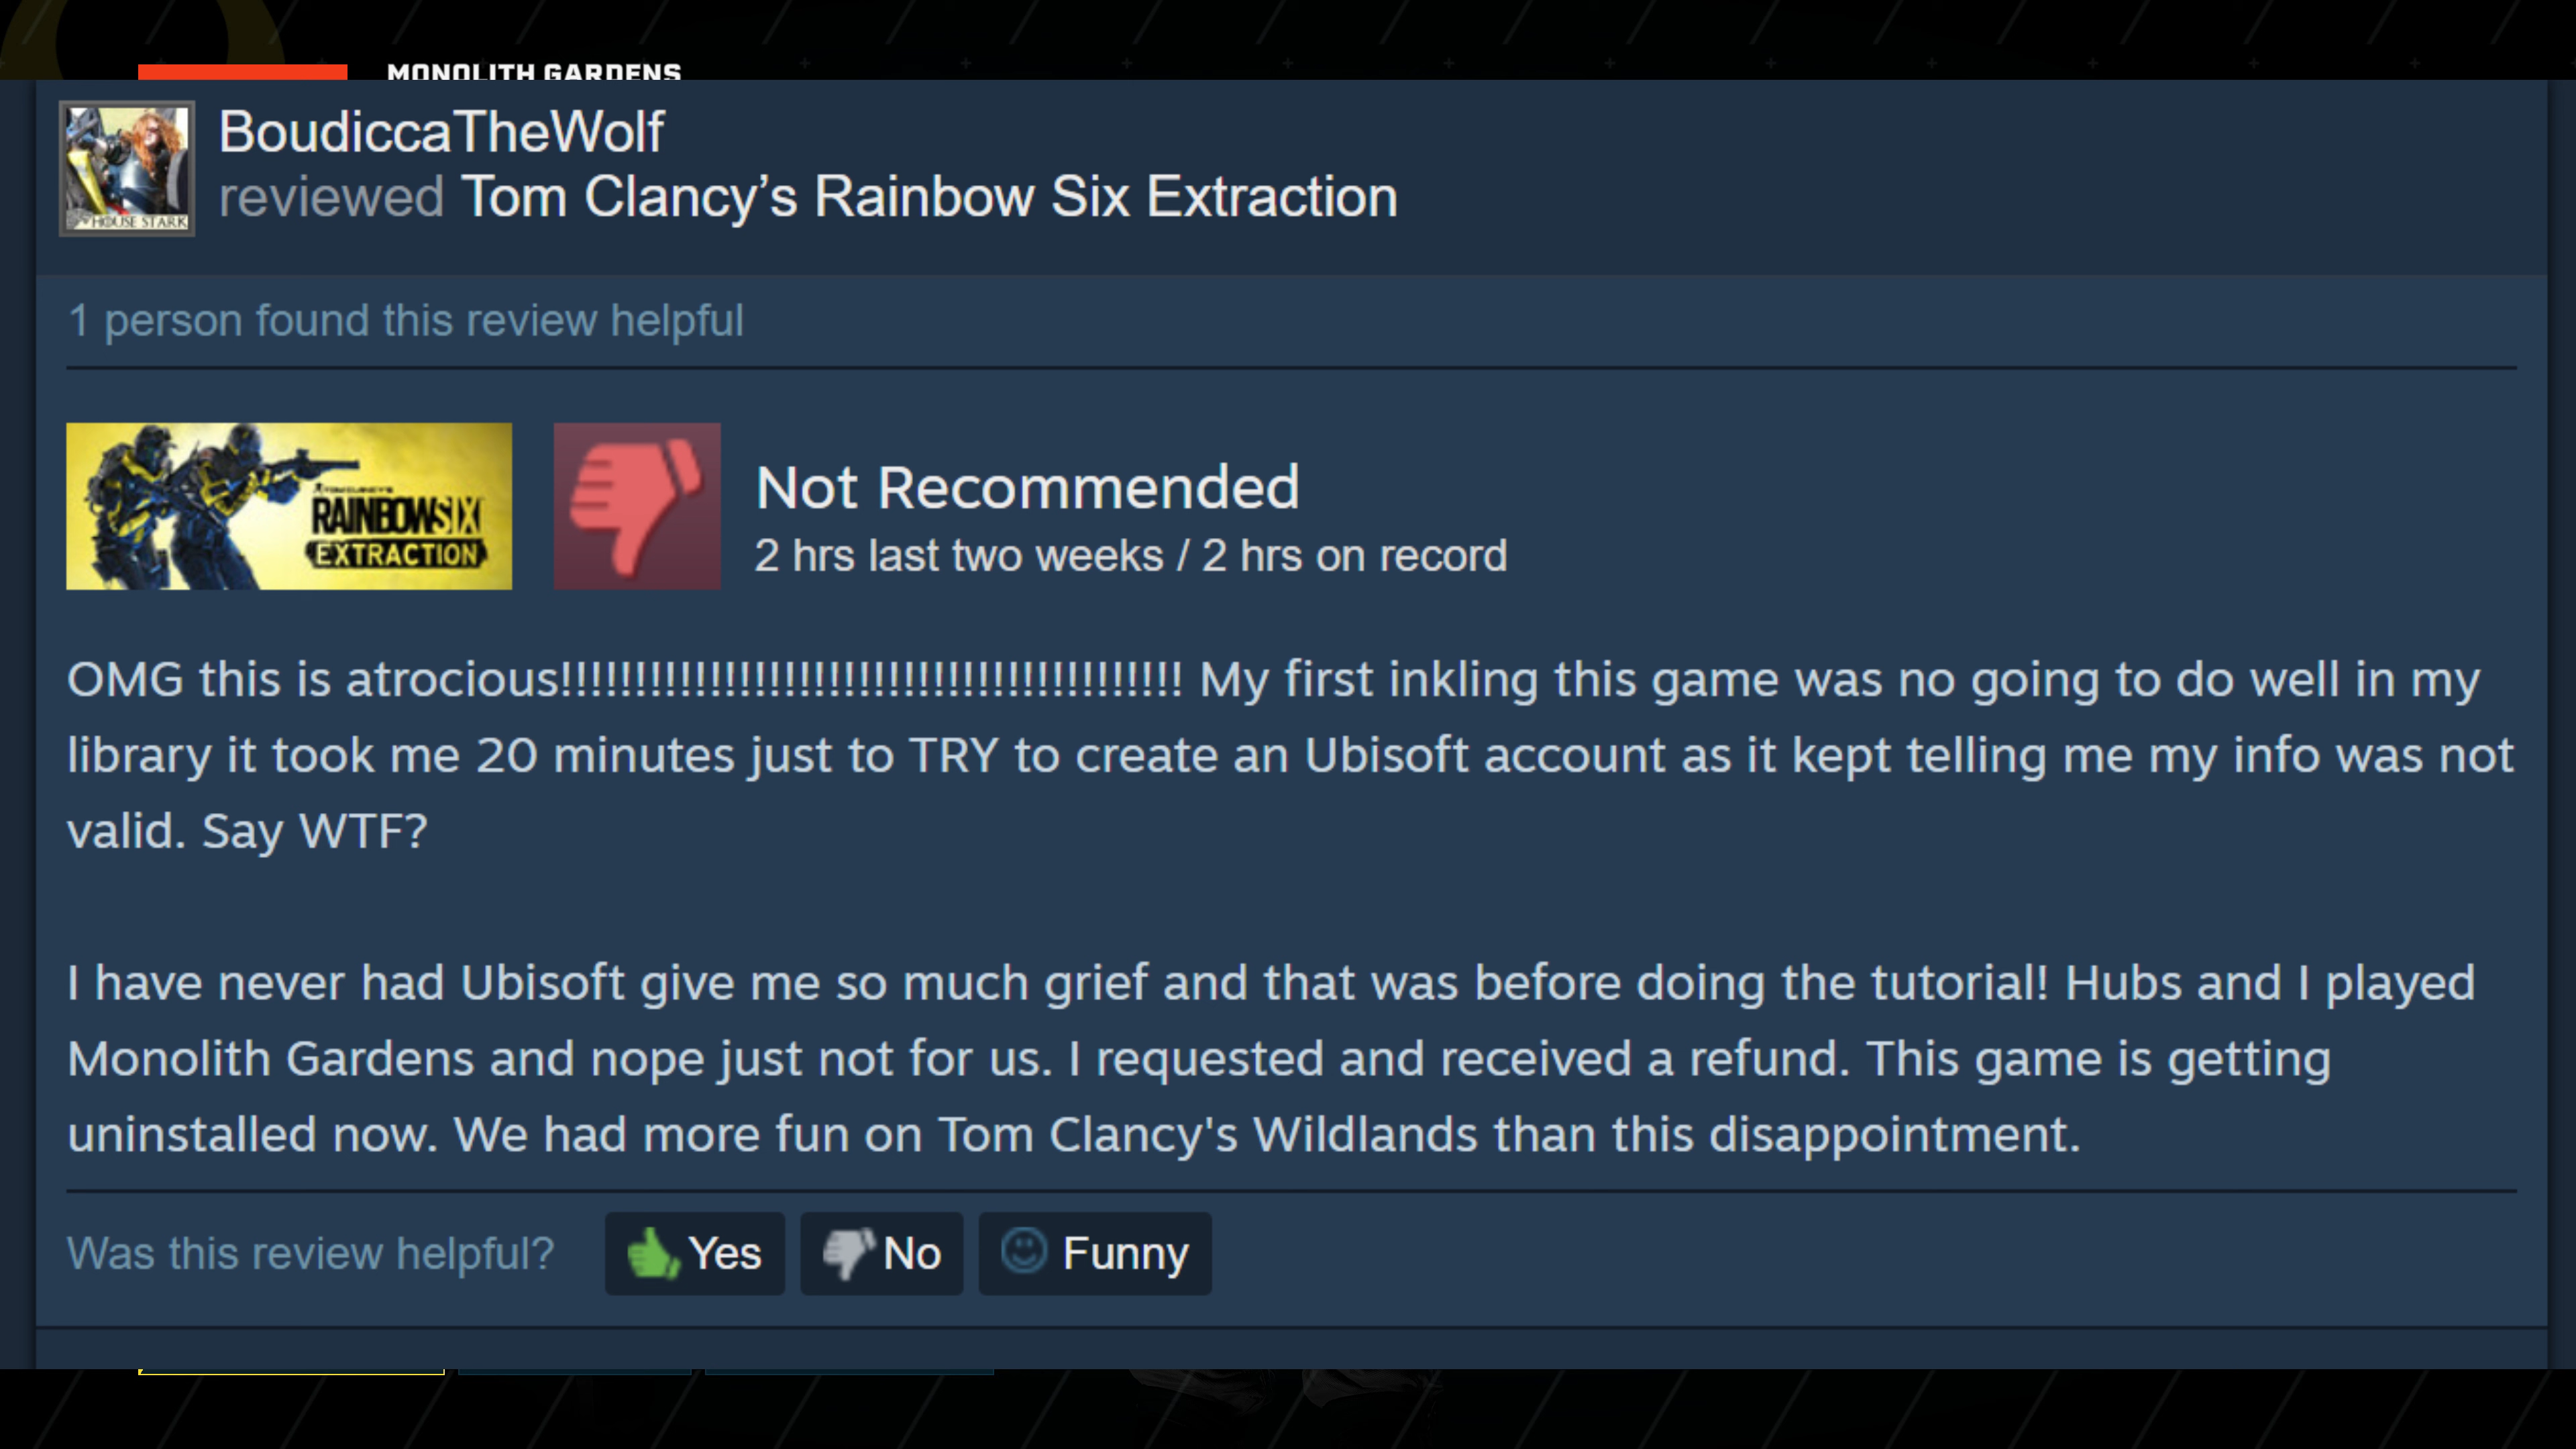 MONOLITH GARDENS
BoudiccaTheWolf
reviewed Tom Clancy’s Rainbow Six Extraction
HOUSE STARK
1 person found this review helpful
TOM CLANCY'S
RAINBOW SIX
EXTRACTION
Not Recommended
2 hrs last two weeks / 2 hrs on record
OMG this is atrocious!!!!!!!!!!!!!!!!!!!!!!!!!!!!!!!!!!!!!!!!!! My first inkling this game was no going to do well in my
library it took me 20 minutes just to TRY to create an Ubisoft account as it kept telling me my info was not
valid. Say WTF?
I have never had Ubisoft give me so much grief and that was before doing the tutorial! Hubs and I played
Monolith Gardens and nope just not for us. I requested and received a refund. This game is getting
uninstalled now. We had more fun on Tom Clancy's Wildlands than this disappointment.
Was this review helpful?
Yes
No
Funny